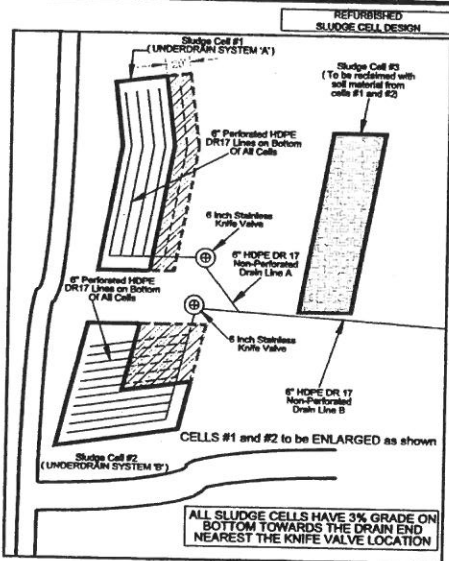 REFURBISHED
SLUDGE CELL DESIGN
Sludge Cell #1
( UNDERDRAIN SYSTEM 'A' )
20'
Sludge Cell #3
( To be reclaimed with
soil material from
cells #1 and #2)
6" Perforated HDPE
DR17 Lines on Bottom
Of All Cells
6 Inch Stainless
Knife Valve
6" HDPE DR 17
Non-Perforated
Drain Line A
6" Perforated HDPE
DR17 Lines on Bottom
Of All Cells
6 Inch Stainless
Knife Valve
6" HDPE DR 17
Non-Perforated
Drain Line B
CELLS #1 and #2 to be ENLARGED as shown
Sludge Cell #2
( UNDERDRAIN SYSTEM 'B' )
ALL SLUDGE CELLS HAVE 3% GRADE ON
BOTTOM TOWARDS THE DRAIN END
NEAREST THE KNIFE VALVE LOCATION